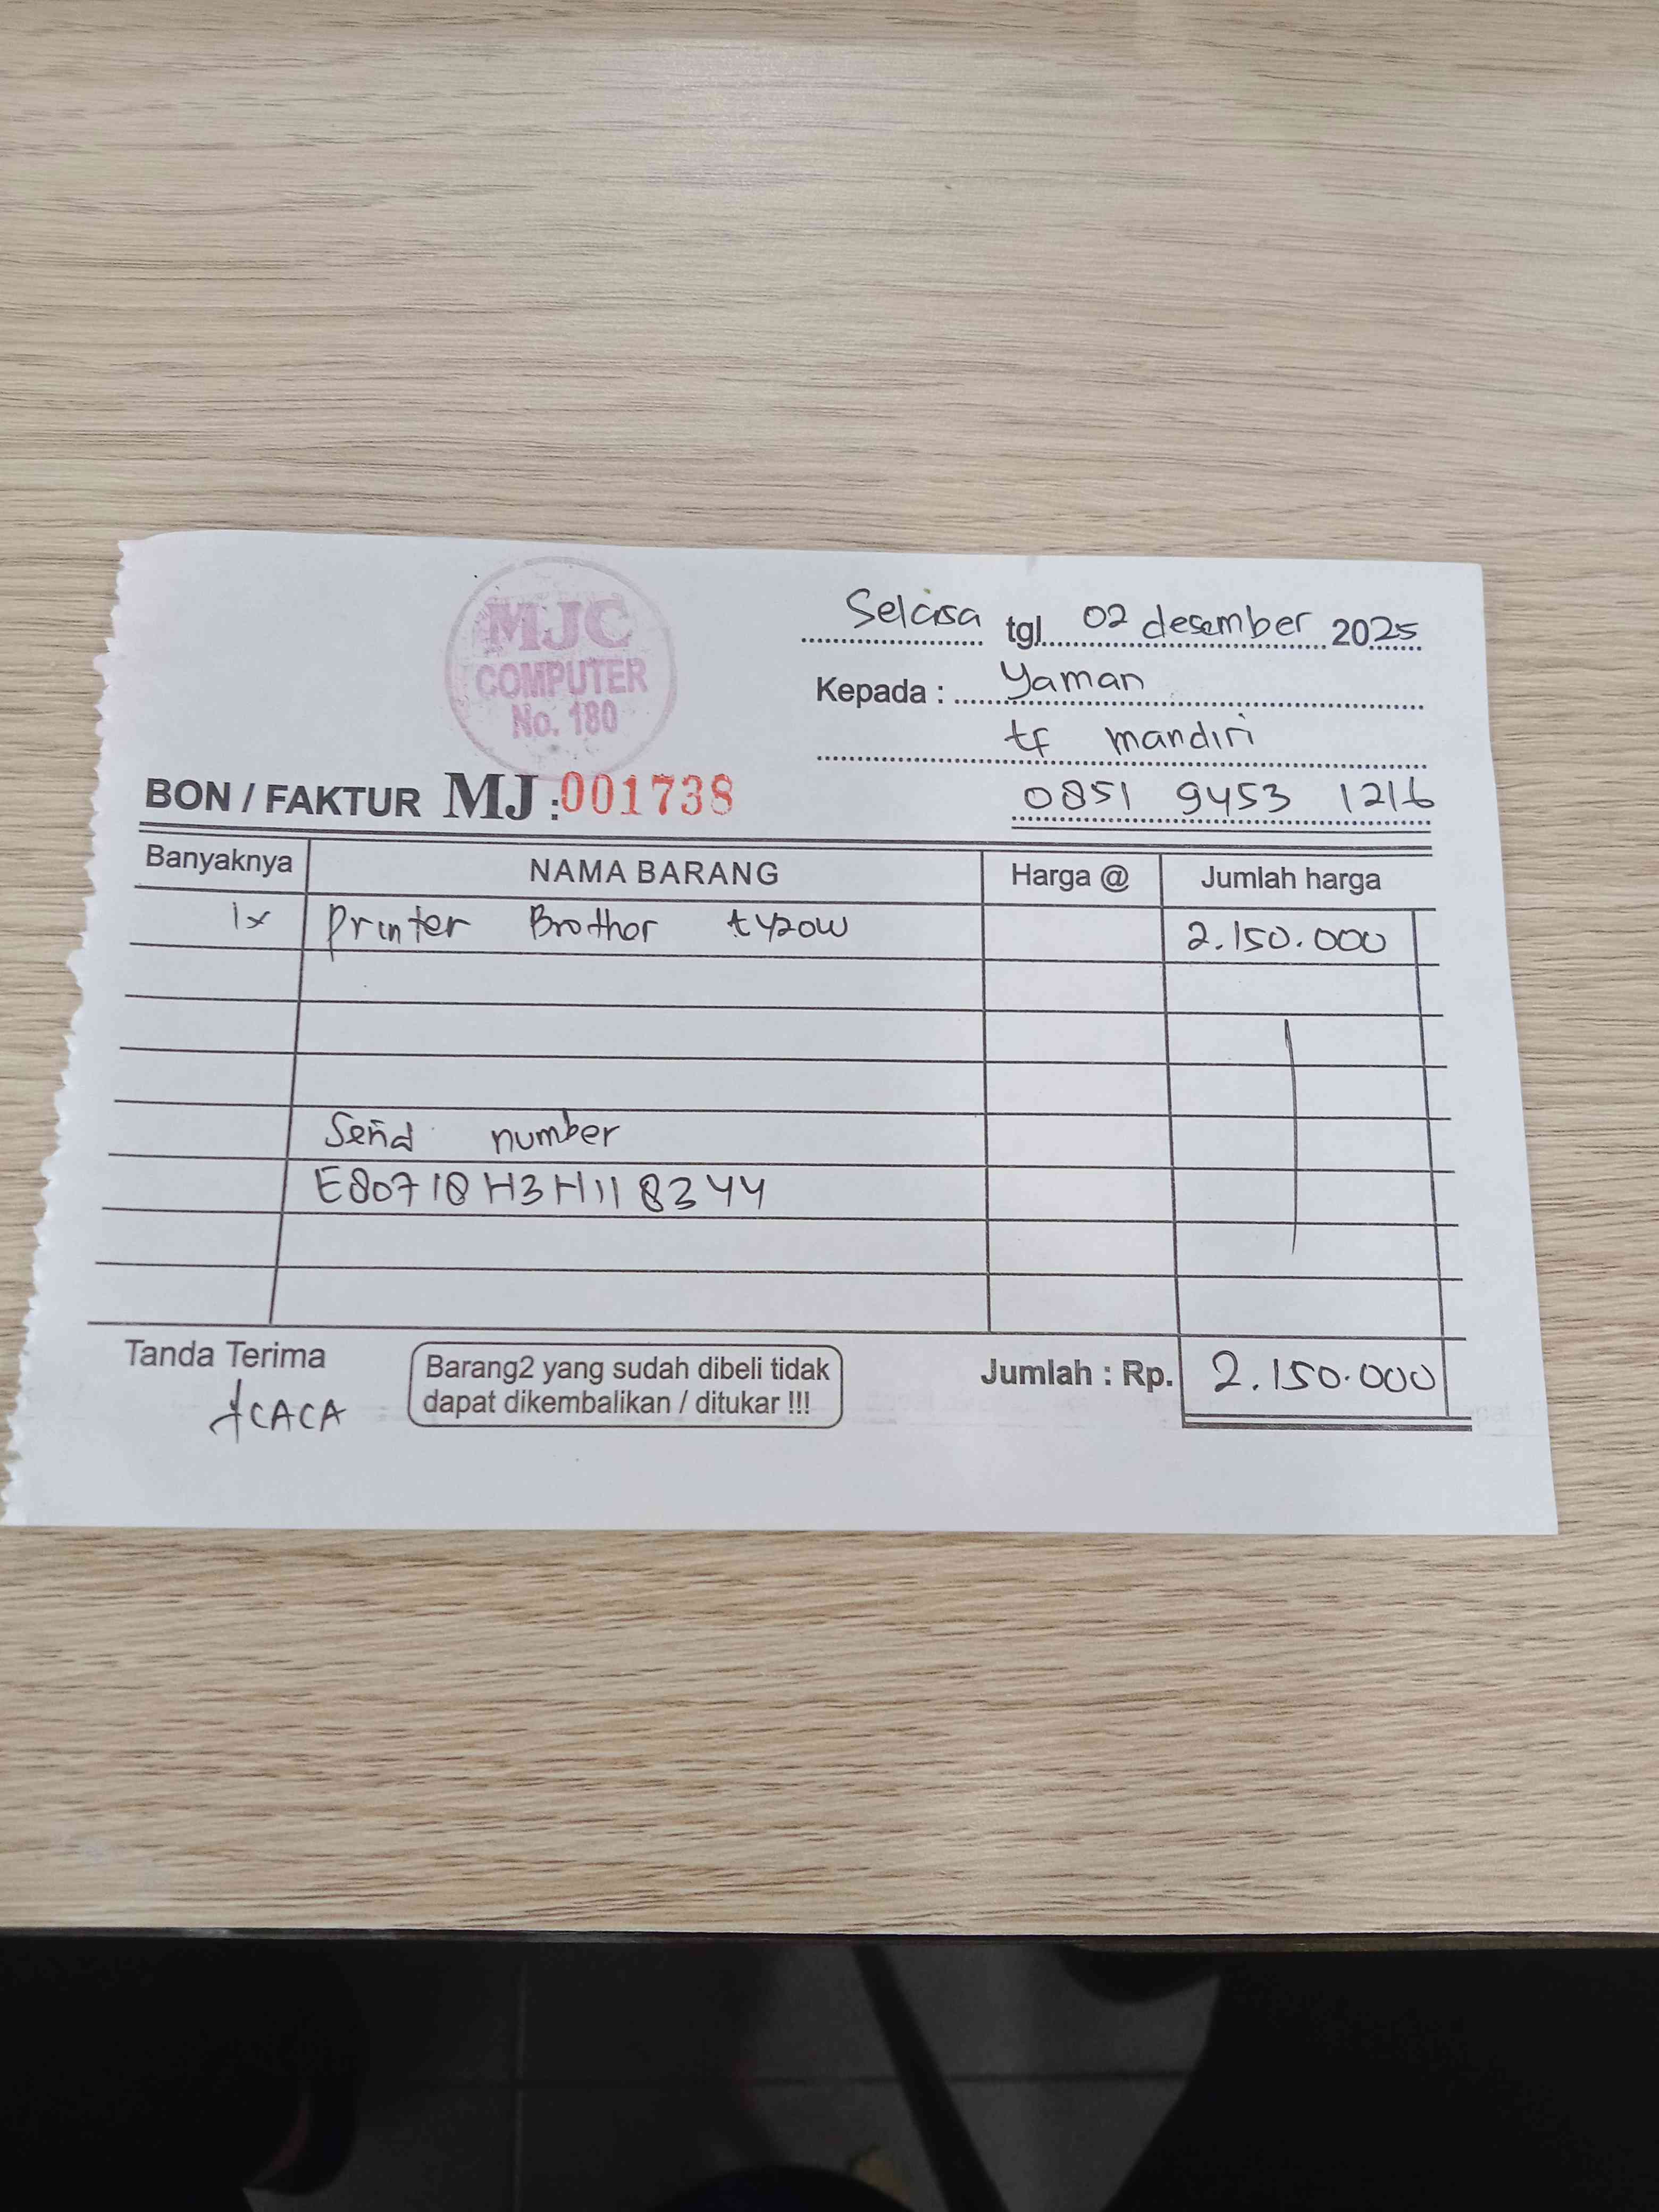 MJC
COMPUTER
No. 180
Selasa tgl. 02 desember 2025
Kepada : Yaman
tf mandiri
0851 9453 1216
BON / FAKTUR MJ :001738
Banyaknya NAMA BARANG Harga @ Jumlah harga
1x Printer Brother t420W 2.150.000
Serial number
E80718H3H118344
Tanda Terima
CACA
Barang2 yang sudah dibeli tidak
dapat dikembalikan / ditukar !!!
Jumlah : Rp. 2.150.000